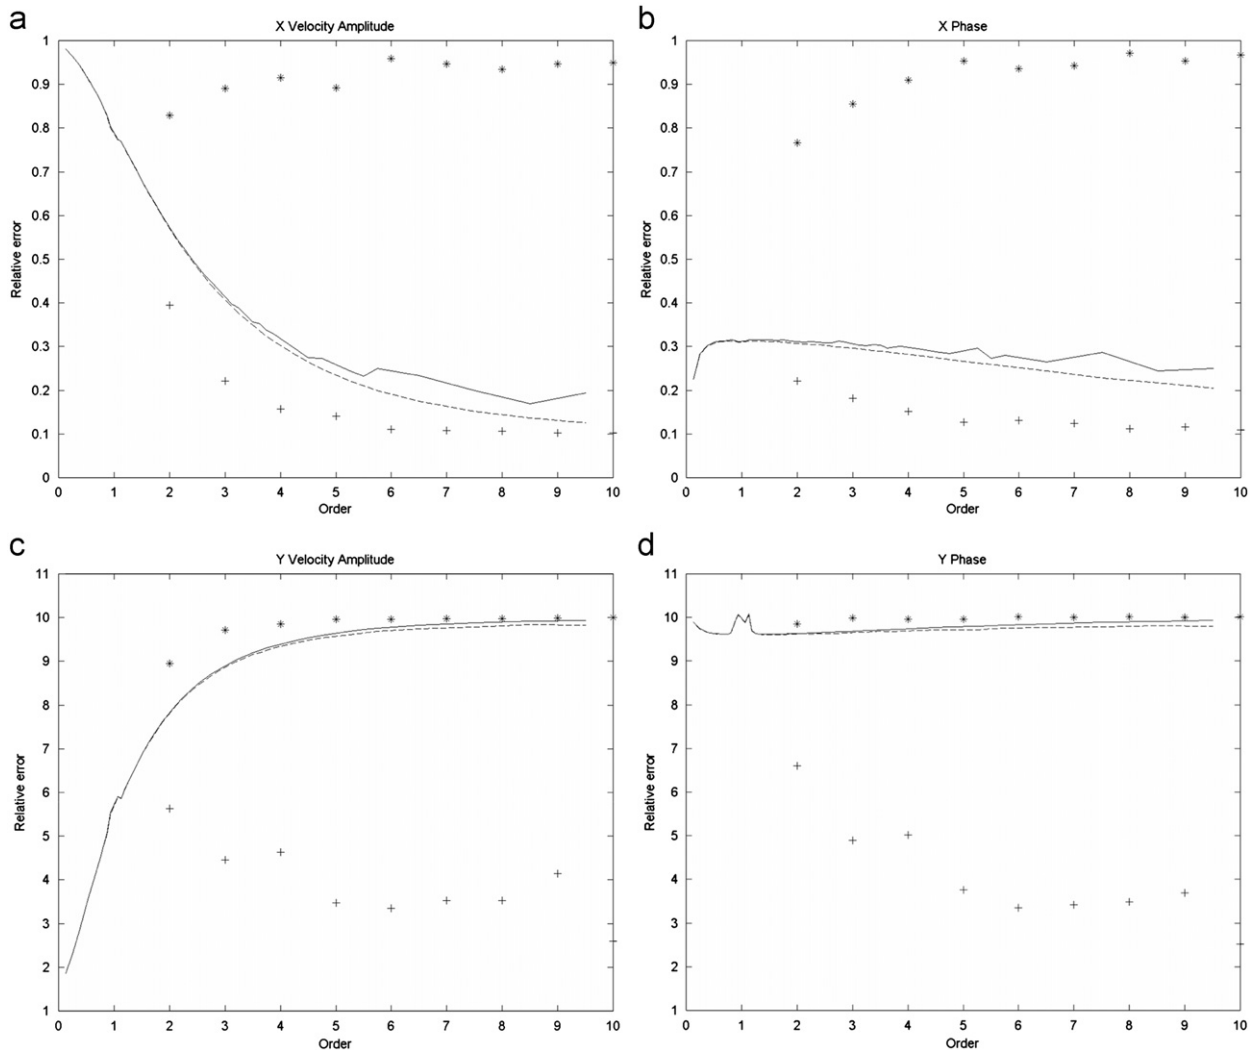 a
X Velocity Amplitude
1
0.9
0.8
0.7
0.6
0.5
0.4
0.3
0.2
0.1
0
Relative error
0 1 2 3 4 5 6 7 8 9 10
Order
b
X Phase
1
0.9
0.8
0.7
0.6
0.5
0.4
0.3
0.2
0.1
0
Relative error
0 1 2 3 4 5 6 7 8 9 10
Order
c
Y Velocity Amplitude
11
10
9
8
7
6
5
4
3
2
1
Relative error
0 1 2 3 4 5 6 7 8 9 10
Order
d
Y Phase
11
10
9
8
7
6
5
4
3
2
1
Relative error
0 1 2 3 4 5 6 7 8 9 10
Order